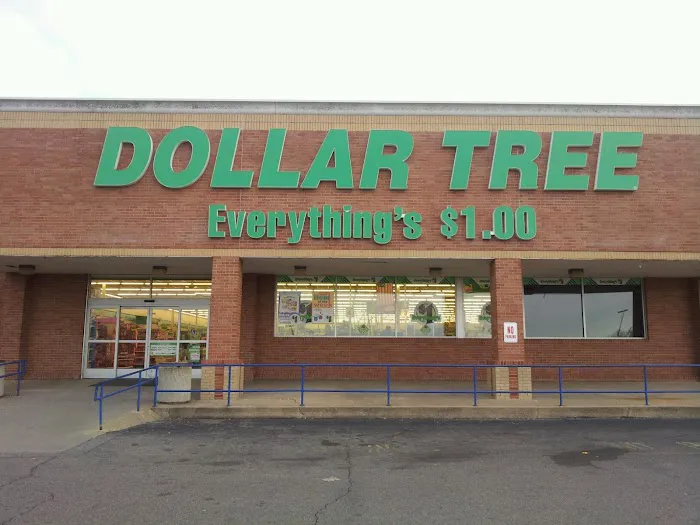 DOLLAR TREE
Everything's $1.00
NO
PARKING